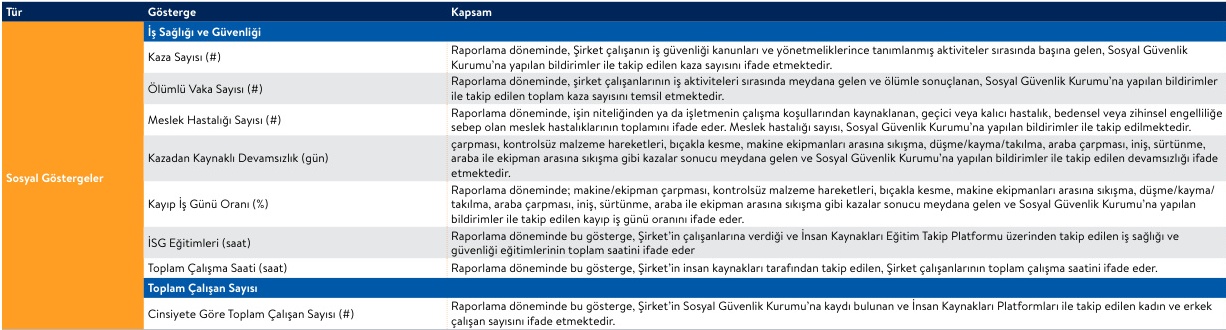 Tür Gösterge Kapsam
İş Sağlığı ve Güvenliği
Kaza Sayısı (#)
Raporlama döneminde, Şirket çalışanın iş güvenliği kanunları ve yönetmeliklerince tanımlanmış aktiviteler sırasında başına gelen, Sosyal Güvenlik
Kurumu'na yapılan bildirimler ile takip edilen kaza sayısını ifade etmektedir.
Ölümlü Vaka Sayısı (#)
Raporlama döneminde, şirket çalışanlarının iş aktiviteleri sırasında meydana gelen ve ölümle sonuçlanan, Sosyal Güvenlik Kurumu'na yapılan bildirimler
ile takip edilen toplam kaza sayısını temsil etmektedir.
Meslek Hastalığı Sayısı (#)
Raporlama döneminde, işin niteliğinden ya da işletmenin çalışma koşullarından kaynaklanan, geçici veya kalıcı hastalık, bedensel veya zihinsel engelliliğe
sebep olan meslek hastalıklarının toplamını ifade eder. Meslek hastalığı sayısı, Sosyal Güvenlik Kurumu'na yapılan bildirimler ile takip edilmektedir.
Kazadan Kaynaklı Devamsızlık (gün)
çarpması, kontrolsüz malzeme hareketleri, bıçakla kesme, makine ekipmanları arasına sıkışma, düşme/kayma/takılma, araba çarpması, iniş, sürtünme,
araba ile ekipman arasına sıkışma gibi kazalar sonucu meydana gelen ve Sosyal Güvenlik Kurumu'na yapılan bildirimler ile takip edilen devamsızlığı ifade
etmektedir.
Sosyal Göstergeler
Kayıp İş Günü Oranı (%)
Raporlama döneminde; makine/ekipman çarpması, kontrolsüz malzeme hareketleri, bıçakla kesme, makine ekipmanları arasına sıkışma, düşme/kayma/
takılma, araba çarpması, iniş, sürtünme, araba ile ekipman arasına sıkışma gibi kazalar sonucu meydana gelen ve Sosyal Güvenlik Kurumu'na yapılan
bildirimler ile takip edilen kayıp iş günü oranını ifade eder.
İSG Eğitimleri (saat)
Raporlama döneminde bu gösterge, Şirket'in çalışanlarına verdiği ve İnsan Kaynakları Eğitim Takip Platformu üzerinden takip edilen iş sağlığı ve
güvenliği eğitimlerinin toplam saatini ifade eder
Toplam Çalışma Saati (saat)
Raporlama döneminde bu gösterge, Şirket'in insan kaynakları tarafından takip edilen, Şirket çalışanlarının toplam çalışma saatini ifade eder.
Toplam Çalışan Sayısı
Cinsiyete Göre Toplam Çalışan Sayısı (#)
Raporlama döneminde bu gösterge, Şirket'in Sosyal Güvenlik Kurumu'na kaydı bulunan ve İnsan Kaynakları Platformları ile takip edilen kadın ve erkek
çalışan sayısını ifade etmektedir.